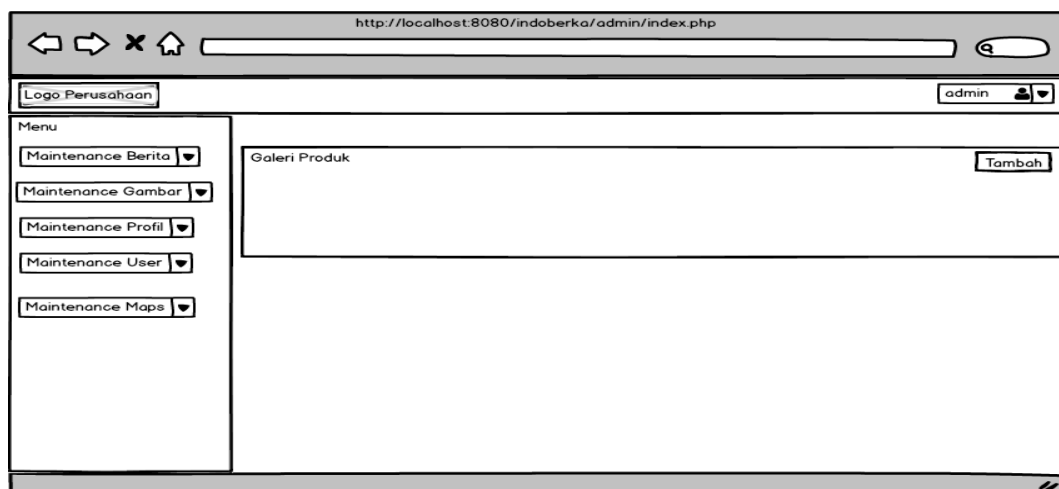 http://localhost:8080/indoberka/admin/index.php
Logo Perusahaan
admin
Menu
Maintenance Berita
Maintenance Gambar
Maintenance Profil
Maintenance User
Maintenance Maps
Galeri Produk
Tambah